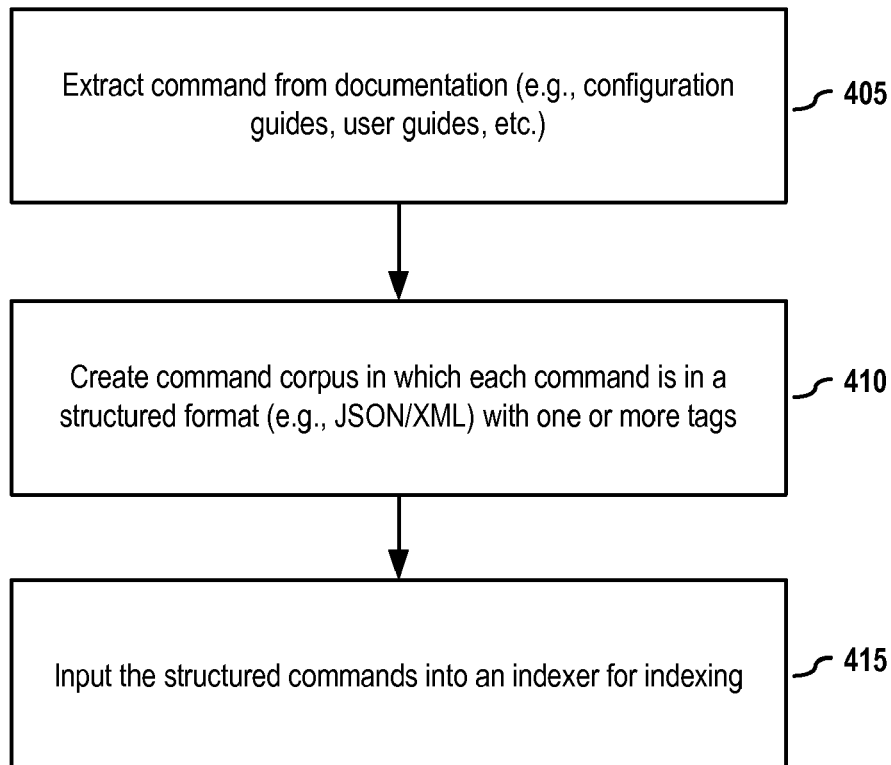 Extract command from documentation (e.g., configuration
guides, user guides, etc.)
405
Create command corpus in which each command is in a
structured format (e.g., JSON/XML) with one or more tags
410
Input the structured commands into an indexer for indexing
415